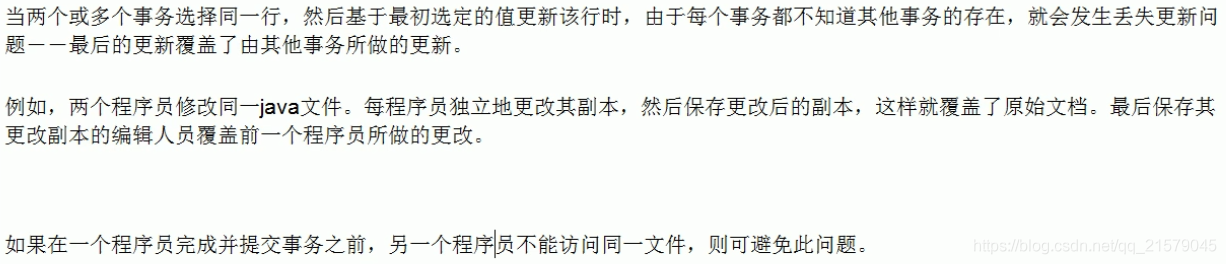 当两个或多个事务选择同一行，然后基于最初选定的值更新该行时，由于每个事务都不知道其他事务的存在，就会发生丢失更新问
题－－最后的更新覆盖了由其他事务所做的更新。
例如，两个程序员修改同一java文件。每程序员独立地更改其副本，然后保存更改后的副本，这样就覆盖了原始文档。最后保存其
更改副本的编辑人员覆盖前一个程序员所做的更改。
如果在一个程序员完成并提交事务之前，另一个程序员不能访问同一文件，则可避免此问题。
https://blog.csdn.net/qq_21579045